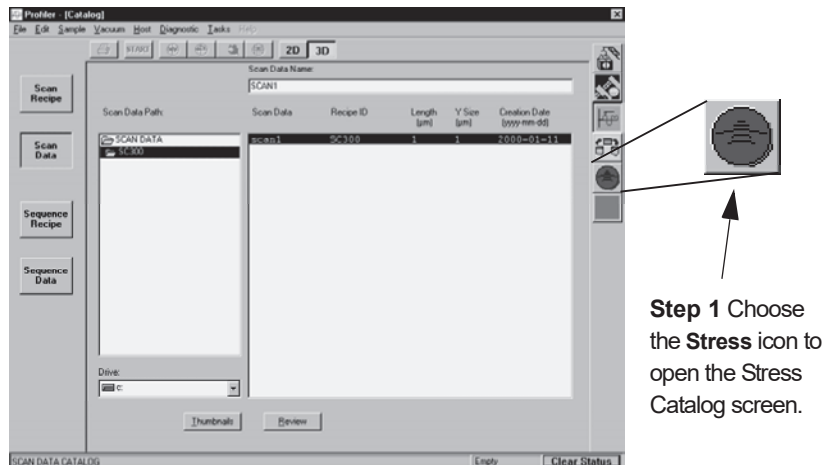 Profiler - [Catalog]
File Edit Sample Vacuum Host Diagnostic Tasks Help
START 2D 3D
Scan Data Name:
SCAN1
Scan
Recipe
Scan
Data
Sequence
Recipe
Sequence
Data
Scan Data Path:
SCAN DATA
SC300
Scan Data Recipe ID Length (µm) Y Size (µm) Creation Date (yyyy-mm-dd)
scan1 SC300 1 1 2000-01-11
Drive:
c:
Thumbnails Review
SCAN DATA CATALOG Empty Clear Status
Step 1 Choose
the Stress icon to
open the Stress
Catalog screen.